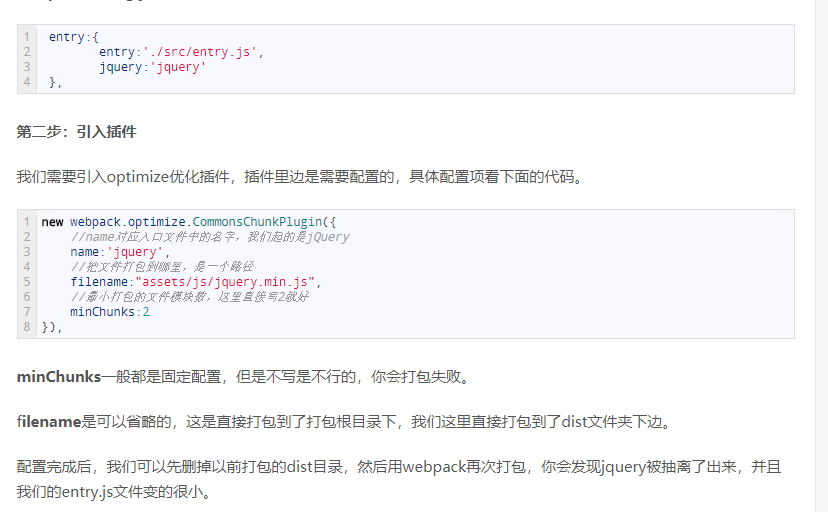 1 entry:{
2 entry:'./src/entry.js',
3 jquery:'jquery'
4 },
第二步：引入插件
我们需要引入optimize优化插件，插件里边是需要配置的，具体配置项看下面的代码。
1 new webpack.optimize.CommonsChunkPlugin({
2 //name对应入口文件中的名字，我们起的是jQuery
3 name:'jquery',
4 //把文件打包到哪里，是一个路径
5 filename:"assets/js/jquery.min.js",
6 //最小打包的文件模块数，这里直接写2就好
7 minChunks:2
8 }),
minChunks一般都是固定配置，但是不写是不行的，你会打包失败。
filename是可以省略的，这是直接打包到了打包根目录下，我们这里直接打包到了dist文件夹下边。
配置完成后，我们可以先删掉以前打包的dist目录，然后用webpack再次打包，你会发现jquery被抽离了出来，并且
我们的entry.js文件变的很小。